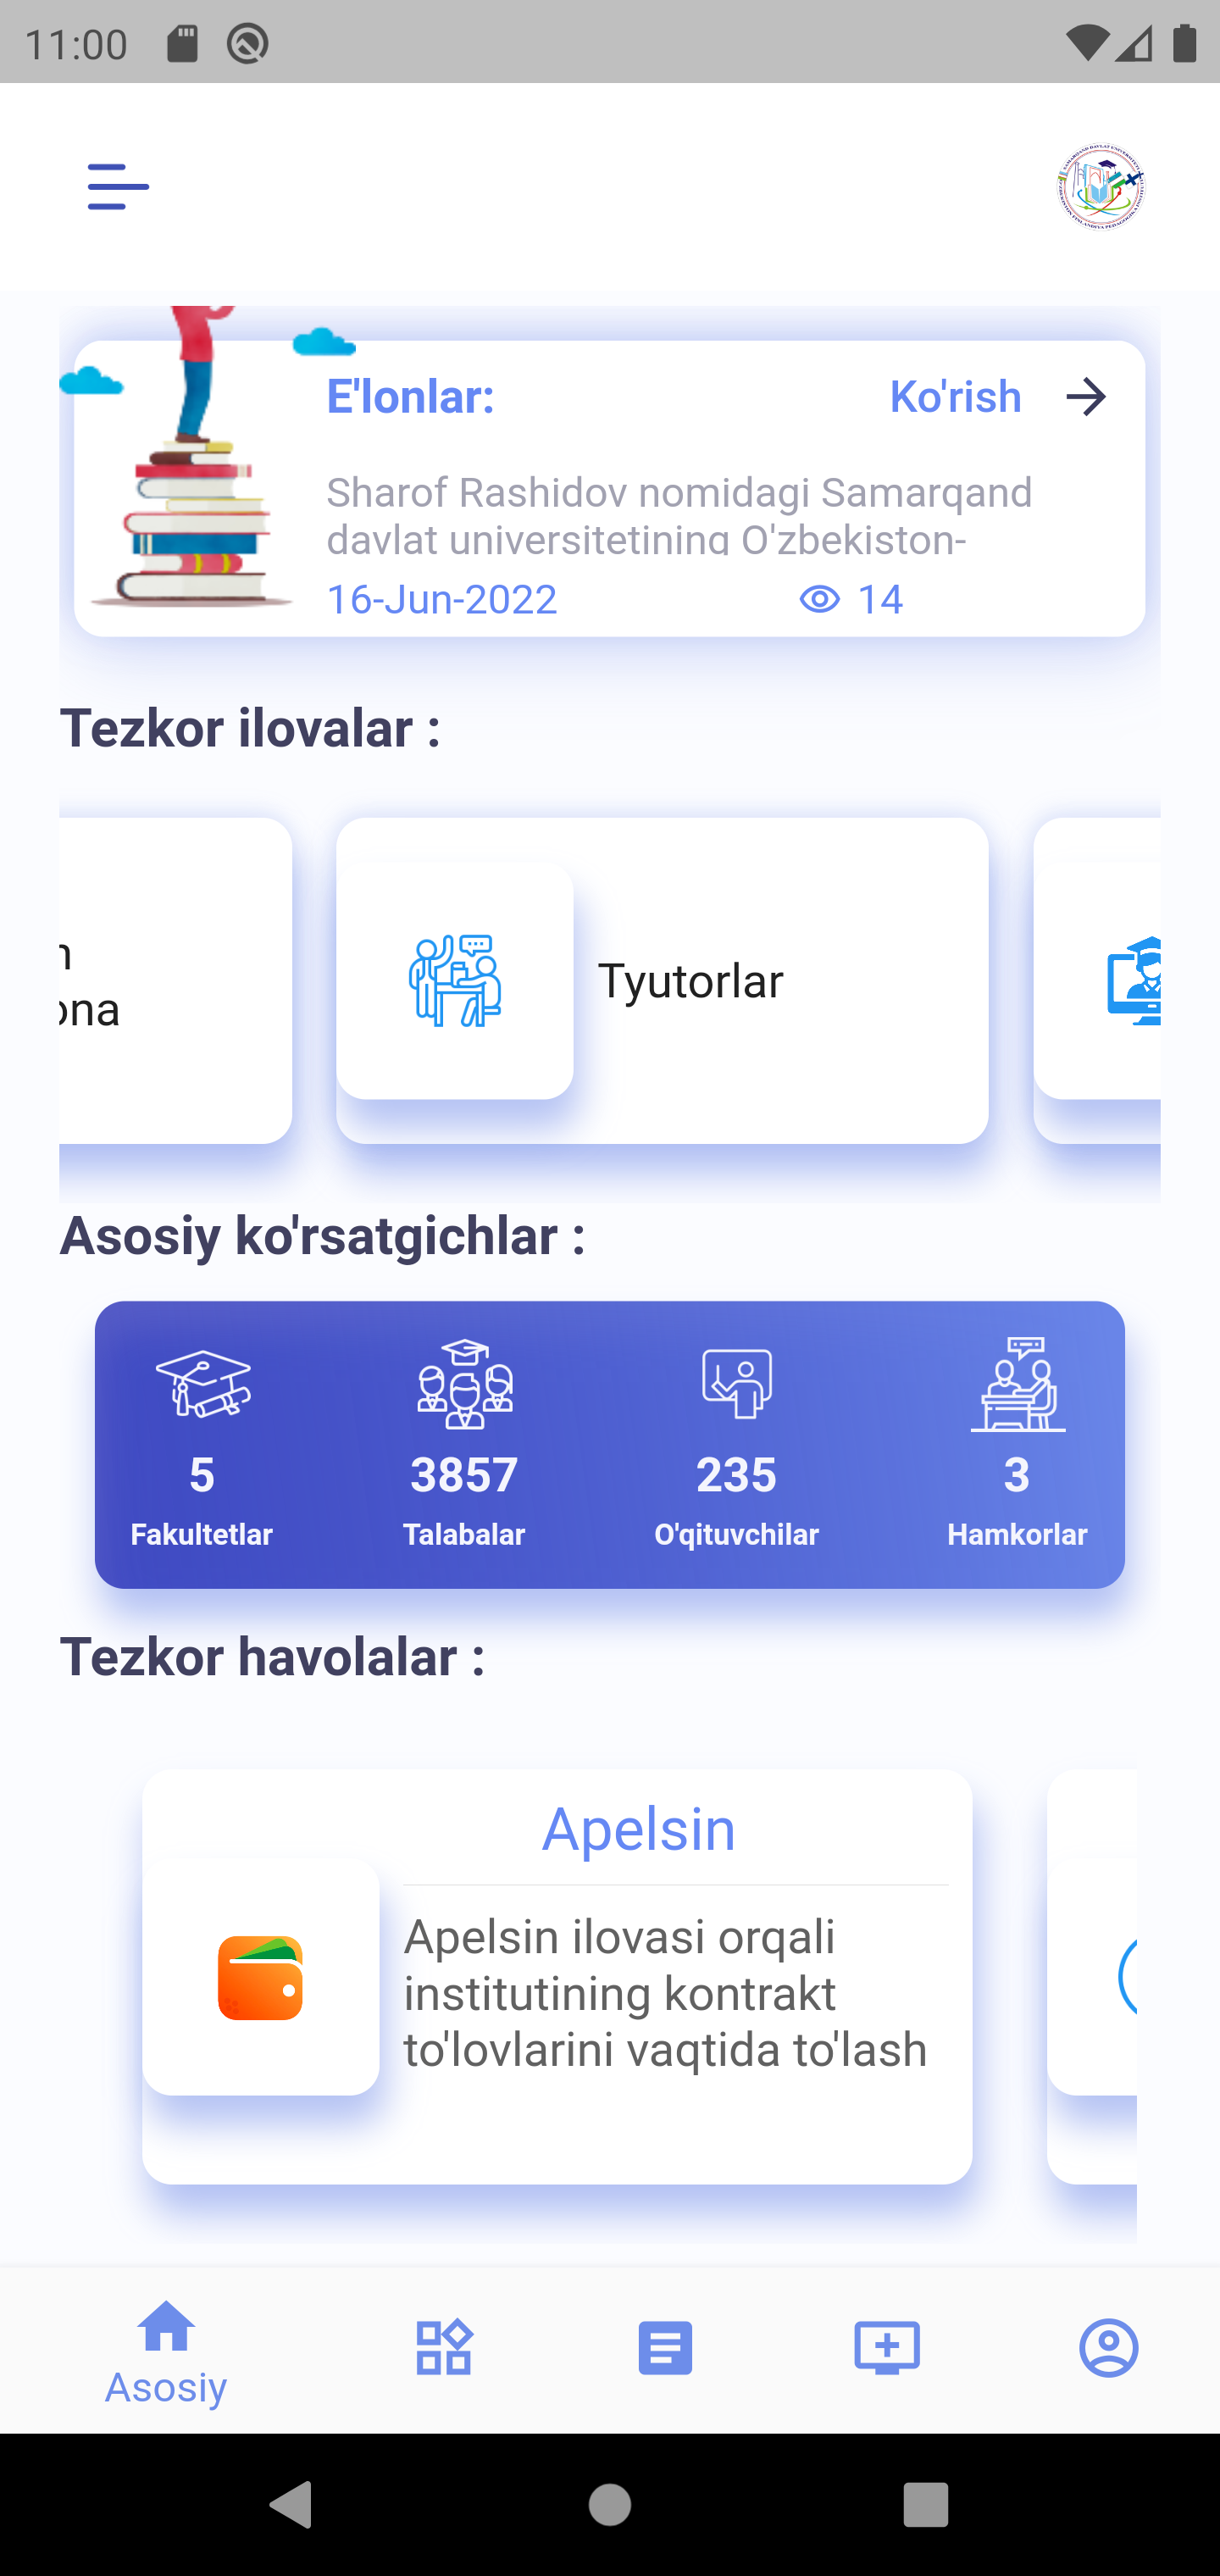 11:00
E'lonlar:
Ko'rish
Sharof Rashidov nomidagi Samarqand
davlat universitetining O'zbekiston-
16-Jun-2022
14
Tezkor ilovalar :
Tyutorlar
Asosiy ko'rsatgichlar :
5
3857
235
3
Fakultetlar
Talabalar
O'qituvchilar
Hamkorlar
Tezkor havolalar :
Apelsin
Apelsin ilovasi orqali
institutining kontrakt
to'lovlarini vaqtida to'lash
Asosiy